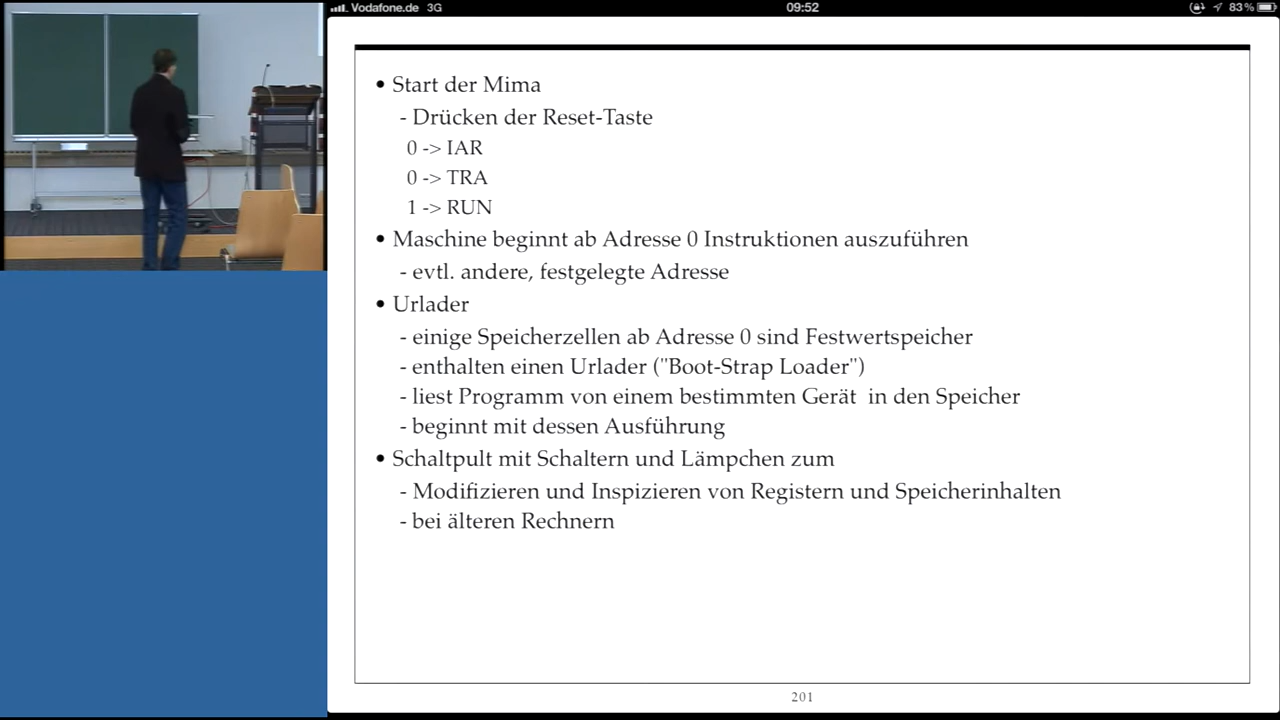 Vodafone.de 3G 09:52 83%
• Start der Mima
- Drücken der Reset-Taste
0 -> IAR
0 -> TRA
1 -> RUN
• Maschine beginnt ab Adresse 0 Instruktionen auszuführen
- evtl. andere, festgelegte Adresse
• Urlader
- einige Speicherzellen ab Adresse 0 sind Festwertspeicher
- enthalten einen Urlader ("Boot-Strap Loader")
- liest Programm von einem bestimmten Gerät in den Speicher
- beginnt mit dessen Ausführung
• Schaltpult mit Schaltern und Lämpchen zum
- Modifizieren und Inspizieren von Registern und Speicherinhalten
- bei älteren Rechnern
201